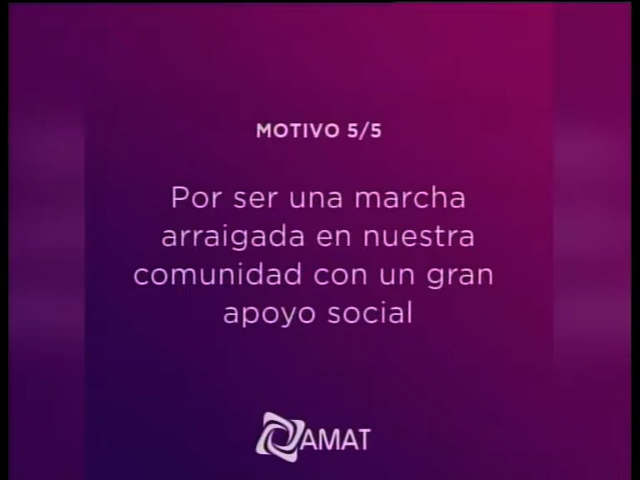 MOTIVO 5/5
Por ser una marcha
arraigada en nuestra
comunidad con un gran
apoyo social
AMAT